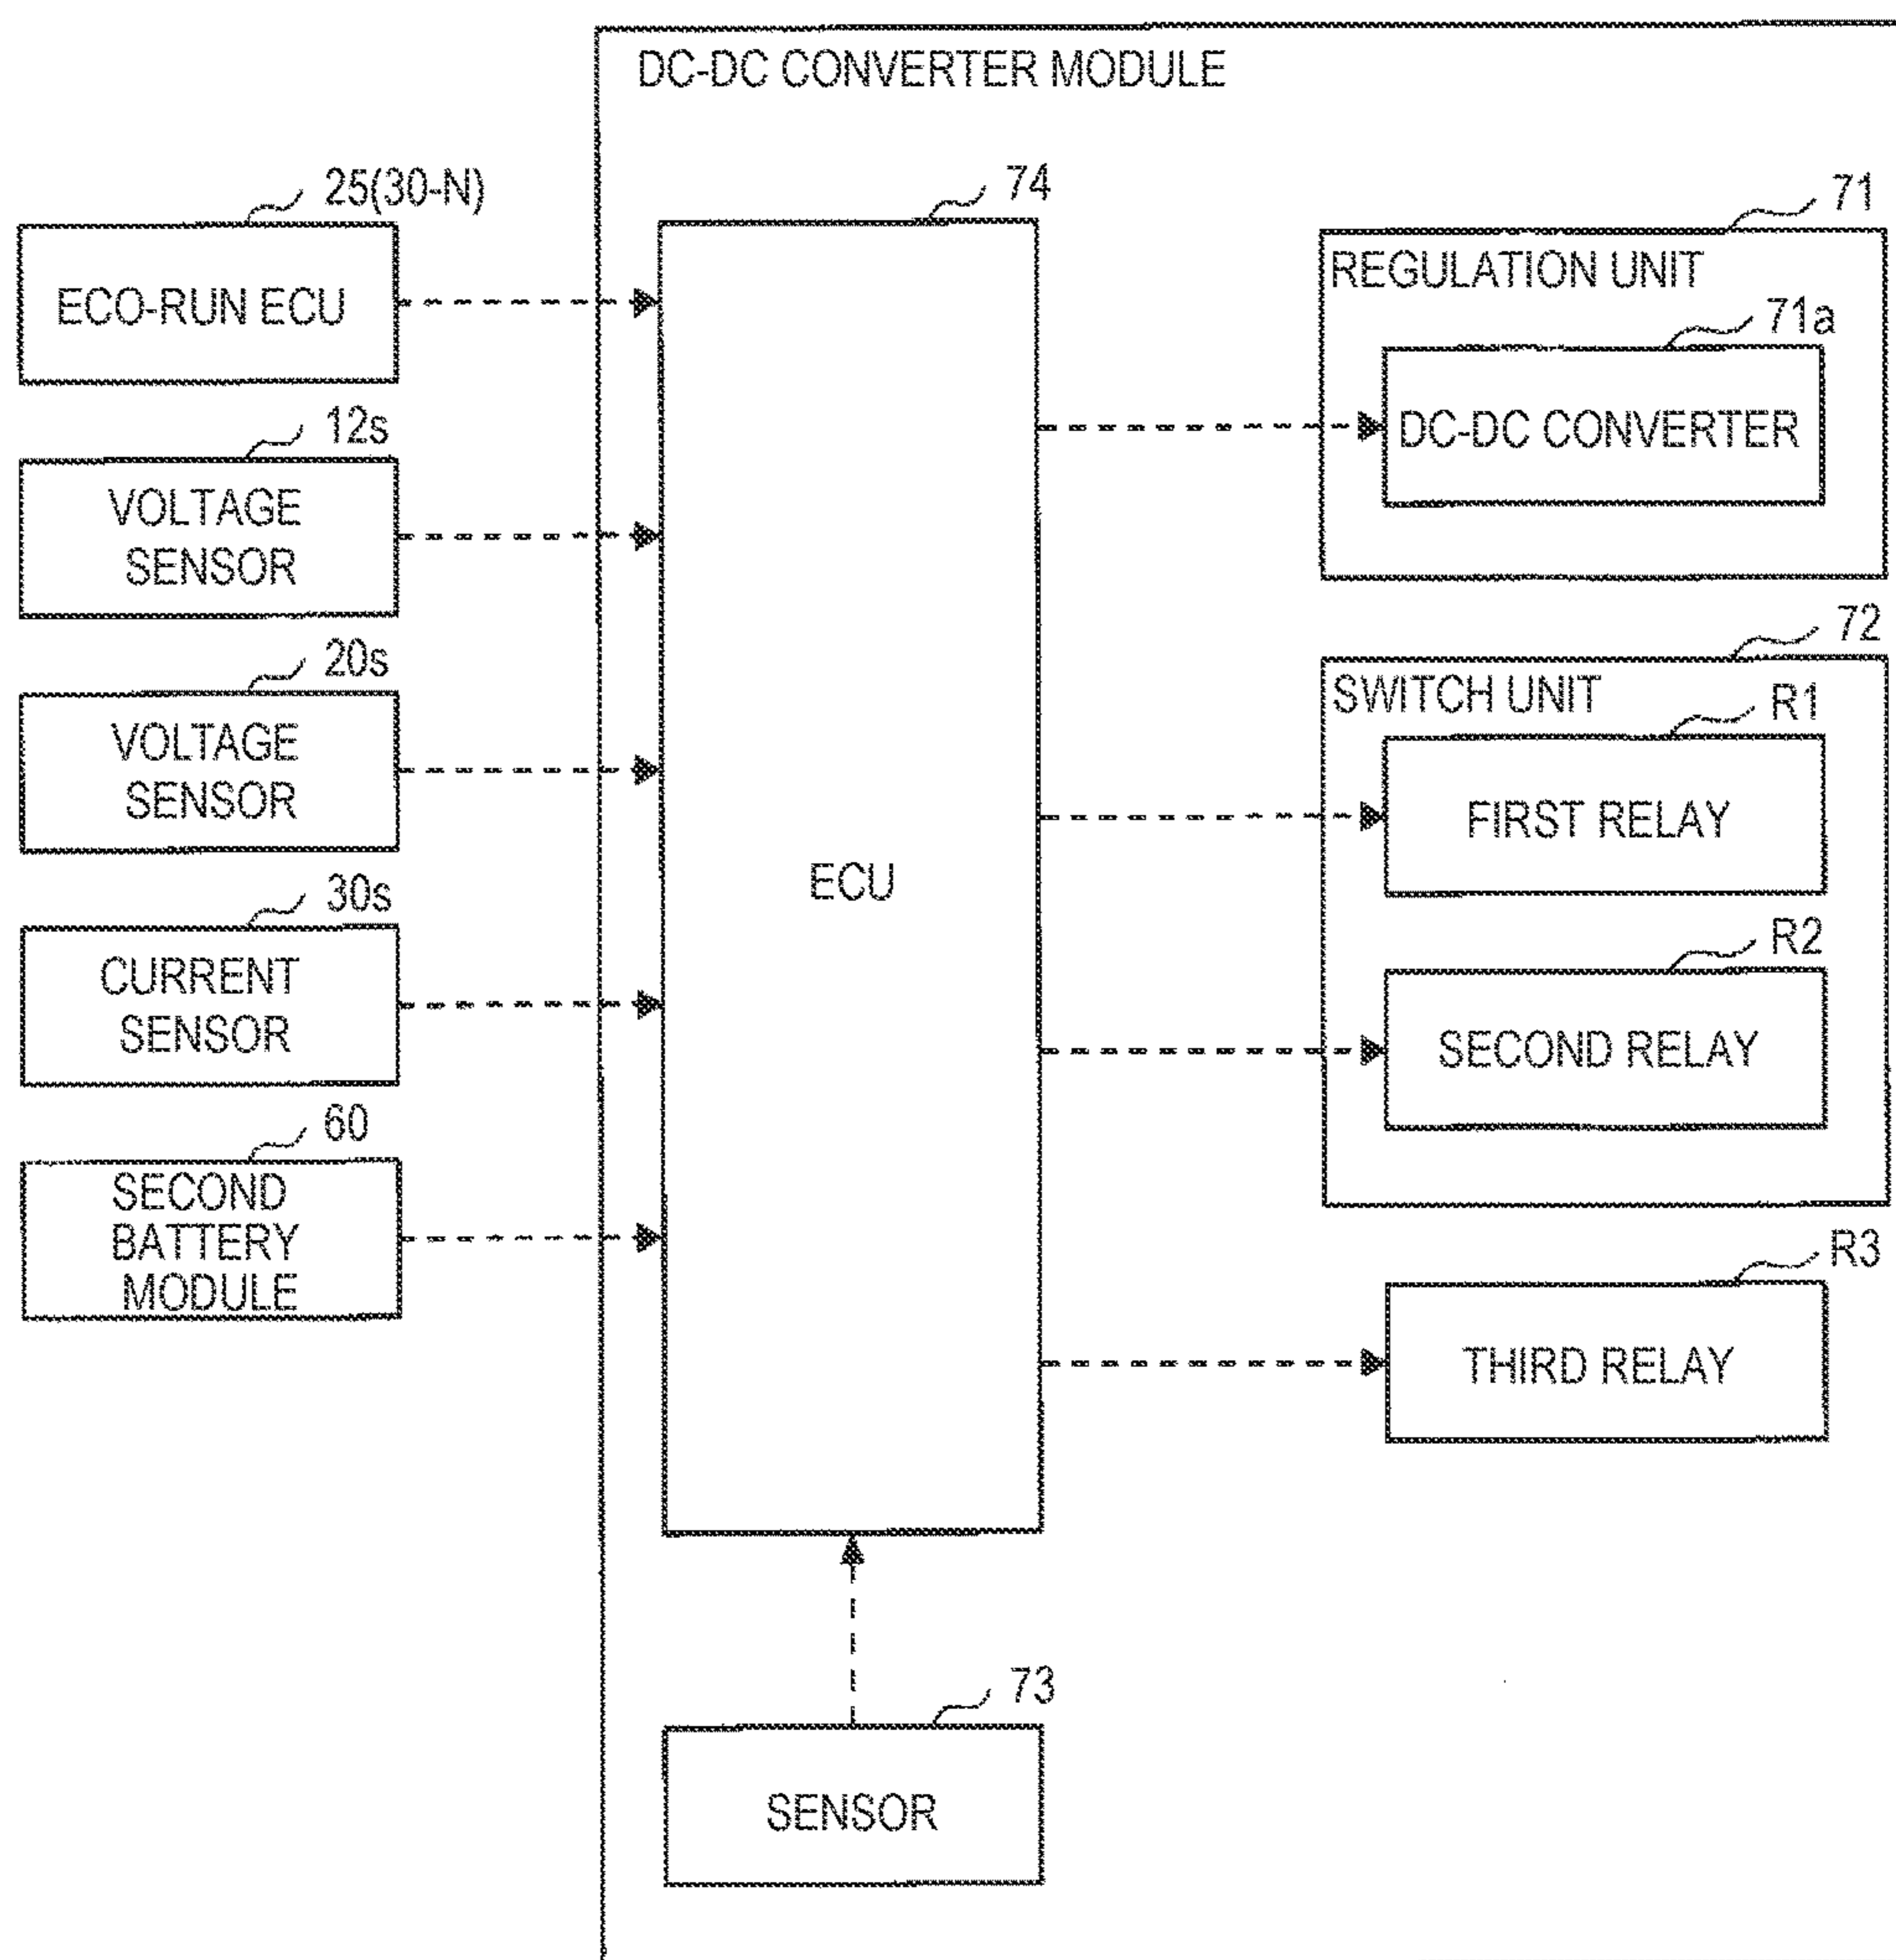 DC-DC CONVERTER MODULE
25(30-N)
ECO-RUN ECU
12s
VOLTAGE
SENSOR
20s
VOLTAGE
SENSOR
30s
CURRENT
SENSOR
60
SECOND
BATTERY
MODULE
74
ECU
73
SENSOR
71
REGULATION UNIT
71a
DC-DC CONVERTER
72
SWITCH UNIT
R1
FIRST RELAY
R2
SECOND RELAY
R3
THIRD RELAY